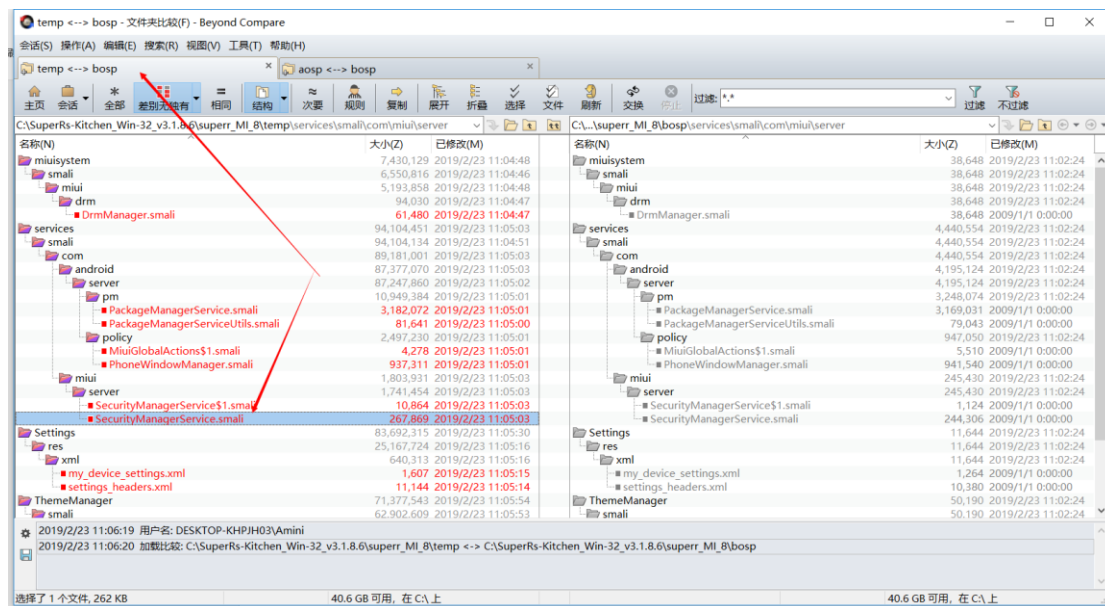 temp <--> bosp - 文件夹比较(F) - Beyond Compare
会话(S) 操作(A) 编辑(E) 搜索(R) 视图(V) 工具(T) 帮助(H)
temp <--> bosp aosp <--> bosp
主页 会话 全部 差别无独有 相同 结构 次要 规则 复制 展开 折叠 选择 文件 刷新 交换 停止 过滤: *.* 过滤 不过滤
C:\SuperRs-Kitchen_Win-32_v3.1.8.6\superr_MI_8\temp\services\smali\com\miui\server C:\...\superr_MI_8\bosp\services\smali\com\miui\server
名称(N) 大小(Z) 已修改(M) 名称(N) 大小(Z) 已修改(M)
miuisystem 7,430,129 2019/2/23 11:04:48 miuisystem 38,648 2019/2/23 11:02:24
smali 6,550,816 2019/2/23 11:04:46 smali 38,648 2019/2/23 11:02:24
miui 5,193,858 2019/2/23 11:04:48 miui 38,648 2019/2/23 11:02:24
drm 94,030 2019/2/23 11:04:47 drm 38,648 2019/2/23 11:02:24
DrmManager.smali 61,480 2019/2/23 11:04:47 DrmManager.smali 38,648 2009/1/1 0:00:00
services 94,104,451 2019/2/23 11:05:03 services 4,440,554 2019/2/23 11:02:24
smali 94,104,134 2019/2/23 11:04:51 smali 4,440,554 2019/2/23 11:02:24
com 89,181,001 2019/2/23 11:05:03 com 4,440,554 2019/2/23 11:02:24
android 87,377,070 2019/2/23 11:05:03 android 4,195,124 2019/2/23 11:02:24
server 87,247,860 2019/2/23 11:05:02 server 4,195,124 2019/2/23 11:02:24
pm 10,949,384 2019/2/23 11:05:01 pm 3,248,074 2019/2/23 11:02:24
PackageManagerService.smali 3,182,072 2019/2/23 11:05:01 PackageManagerService.smali 3,169,031 2009/1/1 0:00:00
PackageManagerServiceUtils.smali 81,641 2019/2/23 11:05:00 PackageManagerServiceUtils.smali 79,043 2009/1/1 0:00:00
policy 2,497,230 2019/2/23 11:05:01 policy 947,050 2019/2/23 11:02:24
MiuiGlobalActions$1.smali 4,278 2019/2/23 11:05:01 MiuiGlobalActions$1.smali 5,510 2009/1/1 0:00:00
PhoneWindowManager.smali 937,311 2019/2/23 11:05:01 PhoneWindowManager.smali 941,540 2009/1/1 0:00:00
miui 1,803,931 2019/2/23 11:05:03 miui 245,430 2019/2/23 11:02:24
server 1,741,454 2019/2/23 11:05:03 server 245,430 2019/2/23 11:02:24
SecurityManagerService$1.smali 10,864 2019/2/23 11:05:03 SecurityManagerService$1.smali 1,124 2009/1/1 0:00:00
SecurityManagerService.smali 267,869 2019/2/23 11:05:03 SecurityManagerService.smali 244,306 2009/1/1 0:00:00
Settings 83,692,315 2019/2/23 11:05:30 Settings 11,644 2019/2/23 11:02:24
res 25,167,724 2019/2/23 11:05:16 res 11,644 2019/2/23 11:02:24
xml 640,313 2019/2/23 11:05:16 xml 11,644 2019/2/23 11:02:24
my_device_settings.xml 1,607 2019/2/23 11:05:15 my_device_settings.xml 1,264 2009/1/1 0:00:00
settings_headers.xml 11,144 2019/2/23 11:05:14 settings_headers.xml 10,380 2009/1/1 0:00:00
ThemeManager 71,377,543 2019/2/23 11:05:54 ThemeManager 50,190 2019/2/23 11:02:24
smali 62,902,609 2019/2/23 11:05:53 smali 50,190 2019/2/23 11:02:24
2019/2/23 11:06:19 用户名: DESKTOP-KHPJH03\Amini
2019/2/23 11:06:20 加载比较: C:\SuperRs-Kitchen_Win-32_v3.1.8.6\superr_MI_8\temp <-> C:\SuperRs-Kitchen_Win-32_v3.1.8.6\superr_MI_8\bosp
选择了 1 个文件, 262 KB 40.6 GB 可用, 在 C:\ 上 40.6 GB 可用, 在 C:\ 上